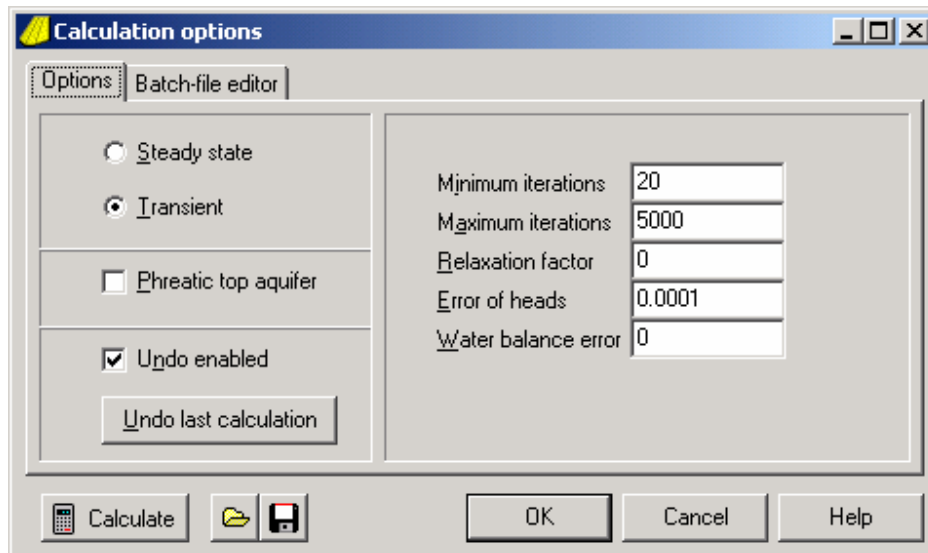 Calculation options
Options
Batch-file editor
Steady state
Transient
Phreatic top aquifer
Undo enabled
Undo last calculation
Minimum iterations 20
Maximum iterations 5000
Relaxation factor 0
Error of heads 0.0001
Water balance error 0
Calculate
OK
Cancel
Help